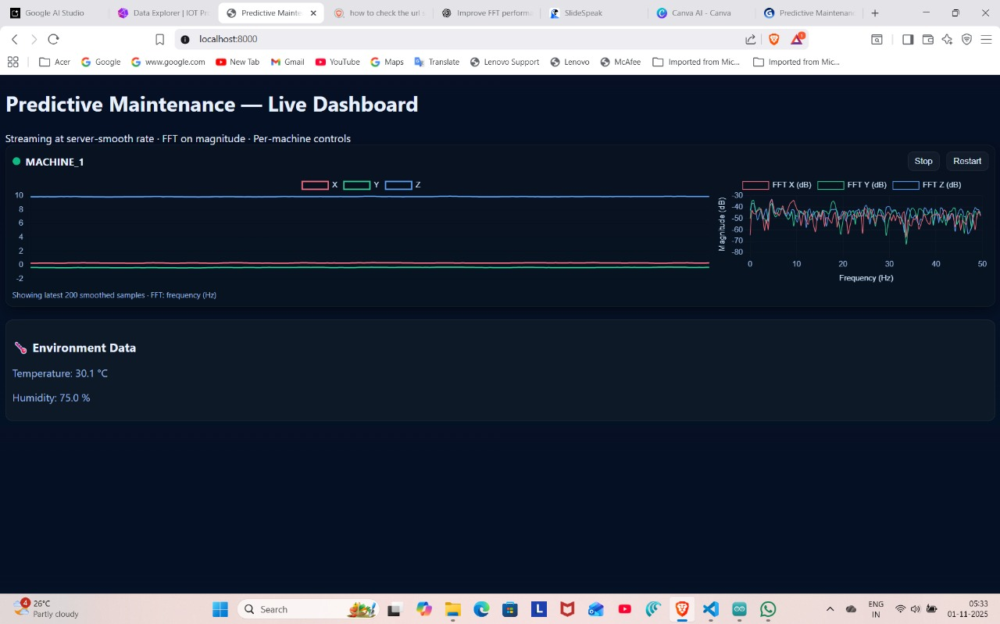 Google AI Studio
Data Explorer | IOT Pr
Predictive Mainte
how to check the url
Improve FFT performa
SlideSpeak
Canva AI - Canva
Predictive Maintenanc
localhost:8000
1
Acer
Google
www.google.com
New Tab
Gmail
YouTube
Maps
Translate
Lenovo Support
Lenovo
McAfee
Imported from Mic...
Imported from Mic...
Predictive Maintenance — Live Dashboard
Streaming at server-smooth rate · FFT on magnitude · Per-machine controls
MACHINE_1
Stop
Restart
X Y Z
10
8
6
4
2
0
-2
FFT X (dB) FFT Y (dB) FFT Z (dB)
Magnitude (dB)
-30
-40
-50
-60
-70
-80
0 10 20 30 40 50
Frequency (Hz)
Showing latest 200 smoothed samples · FFT: frequency (Hz)
Environment Data
Temperature: 30.1 °C
Humidity: 75.0 %
4
26°C
Partly cloudy
Search
L
ENG
IN
05:33
01-11-2025